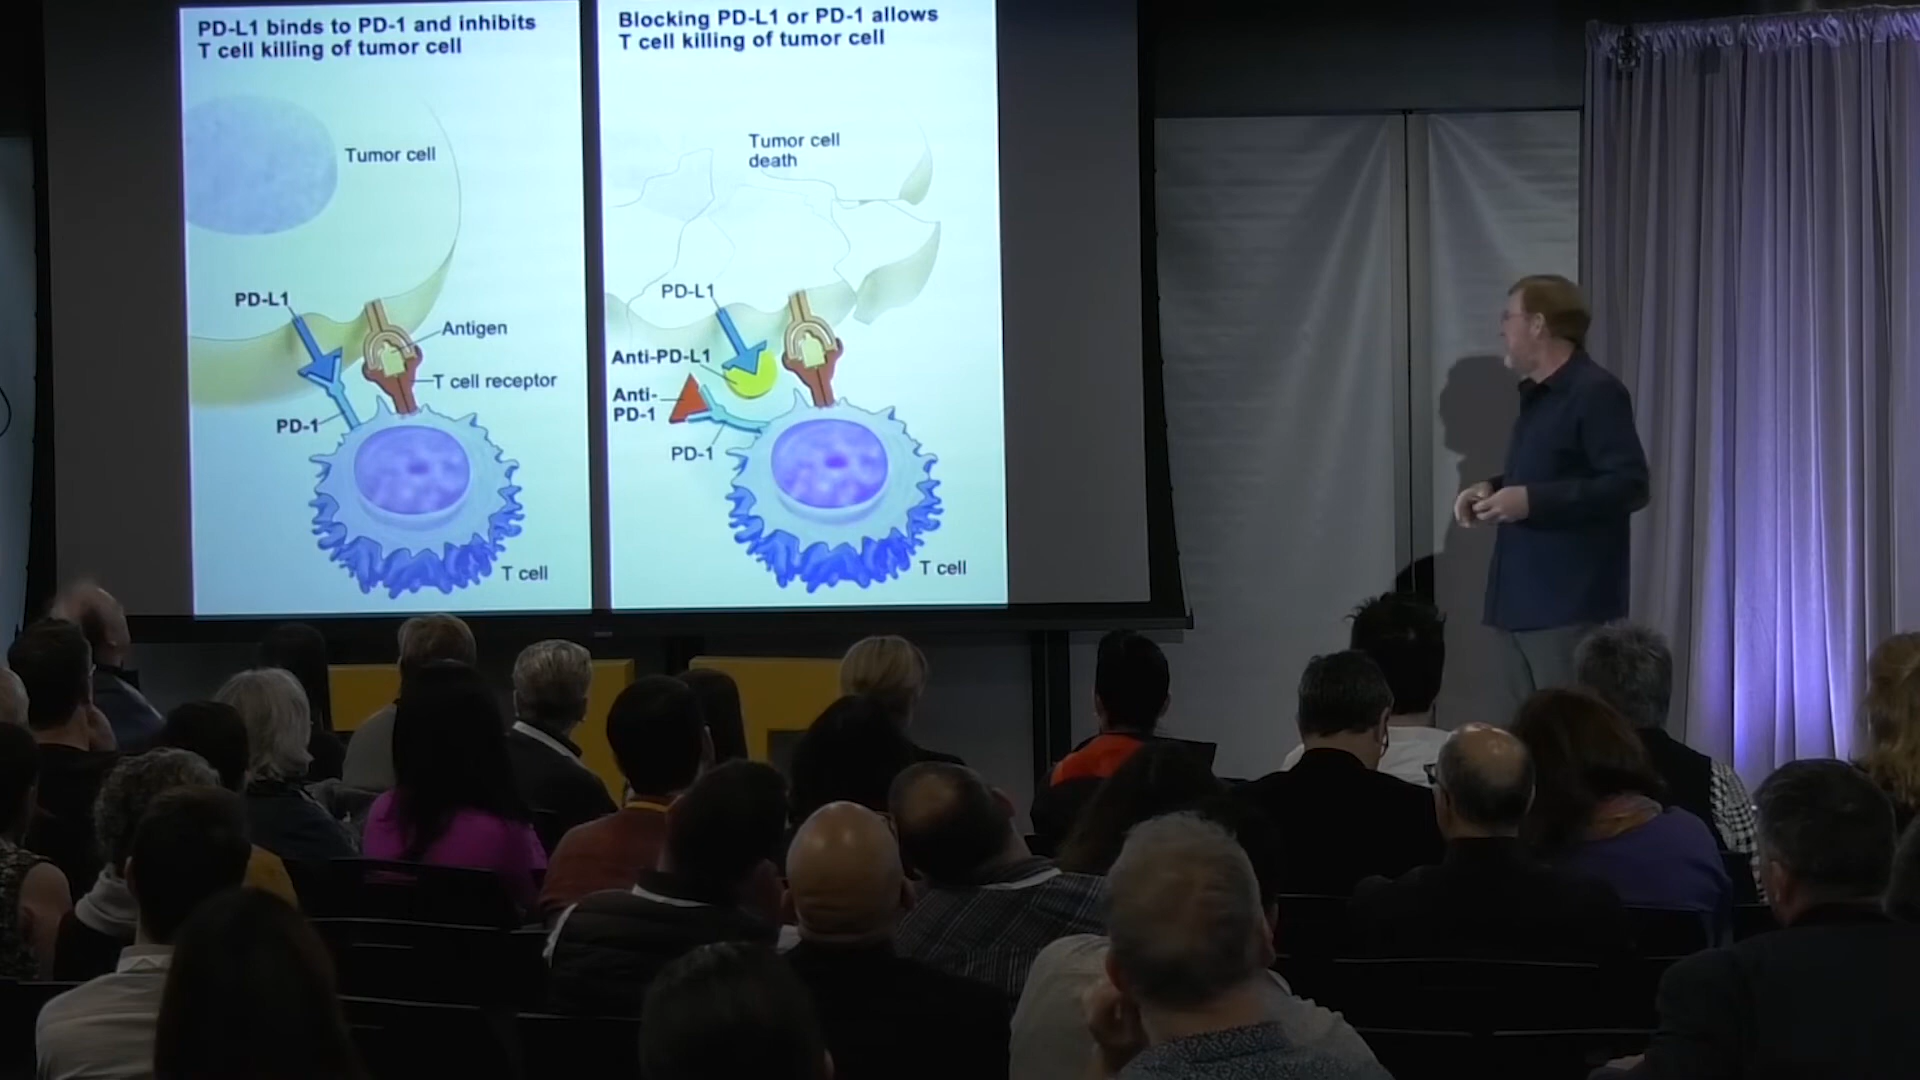 PD-L1 binds to PD-1 and inhibits
T cell killing of tumor cell
Tumor cell
PD-L1
Antigen
T cell receptor
PD-1
T cell
Blocking PD-L1 or PD-1 allows
T cell killing of tumor cell
Tumor cell
death
PD-L1
Anti-PD-L1
Anti-
PD-1
PD-1
T cell